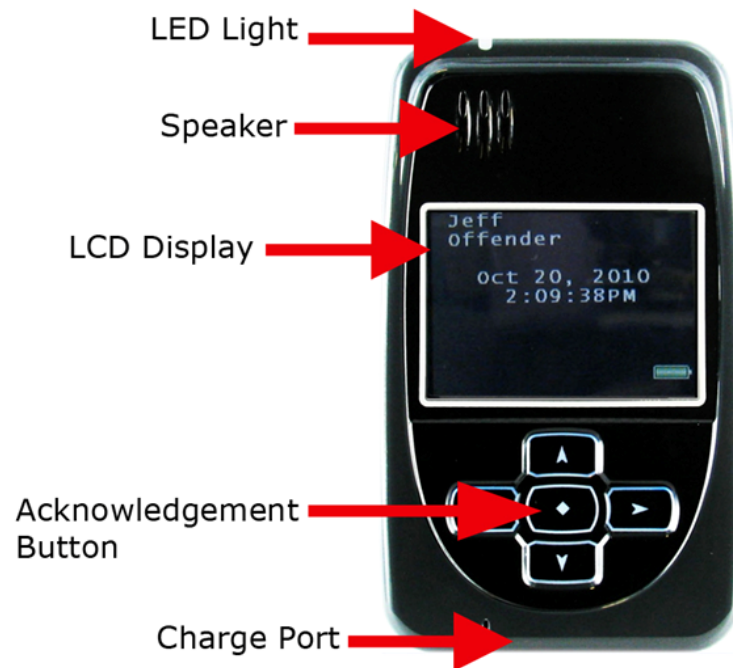 LED Light
Speaker
LCD Display
Jeff
Offender
Oct 20, 2010
2:09:38PM
Acknowledgement
Button
Charge Port